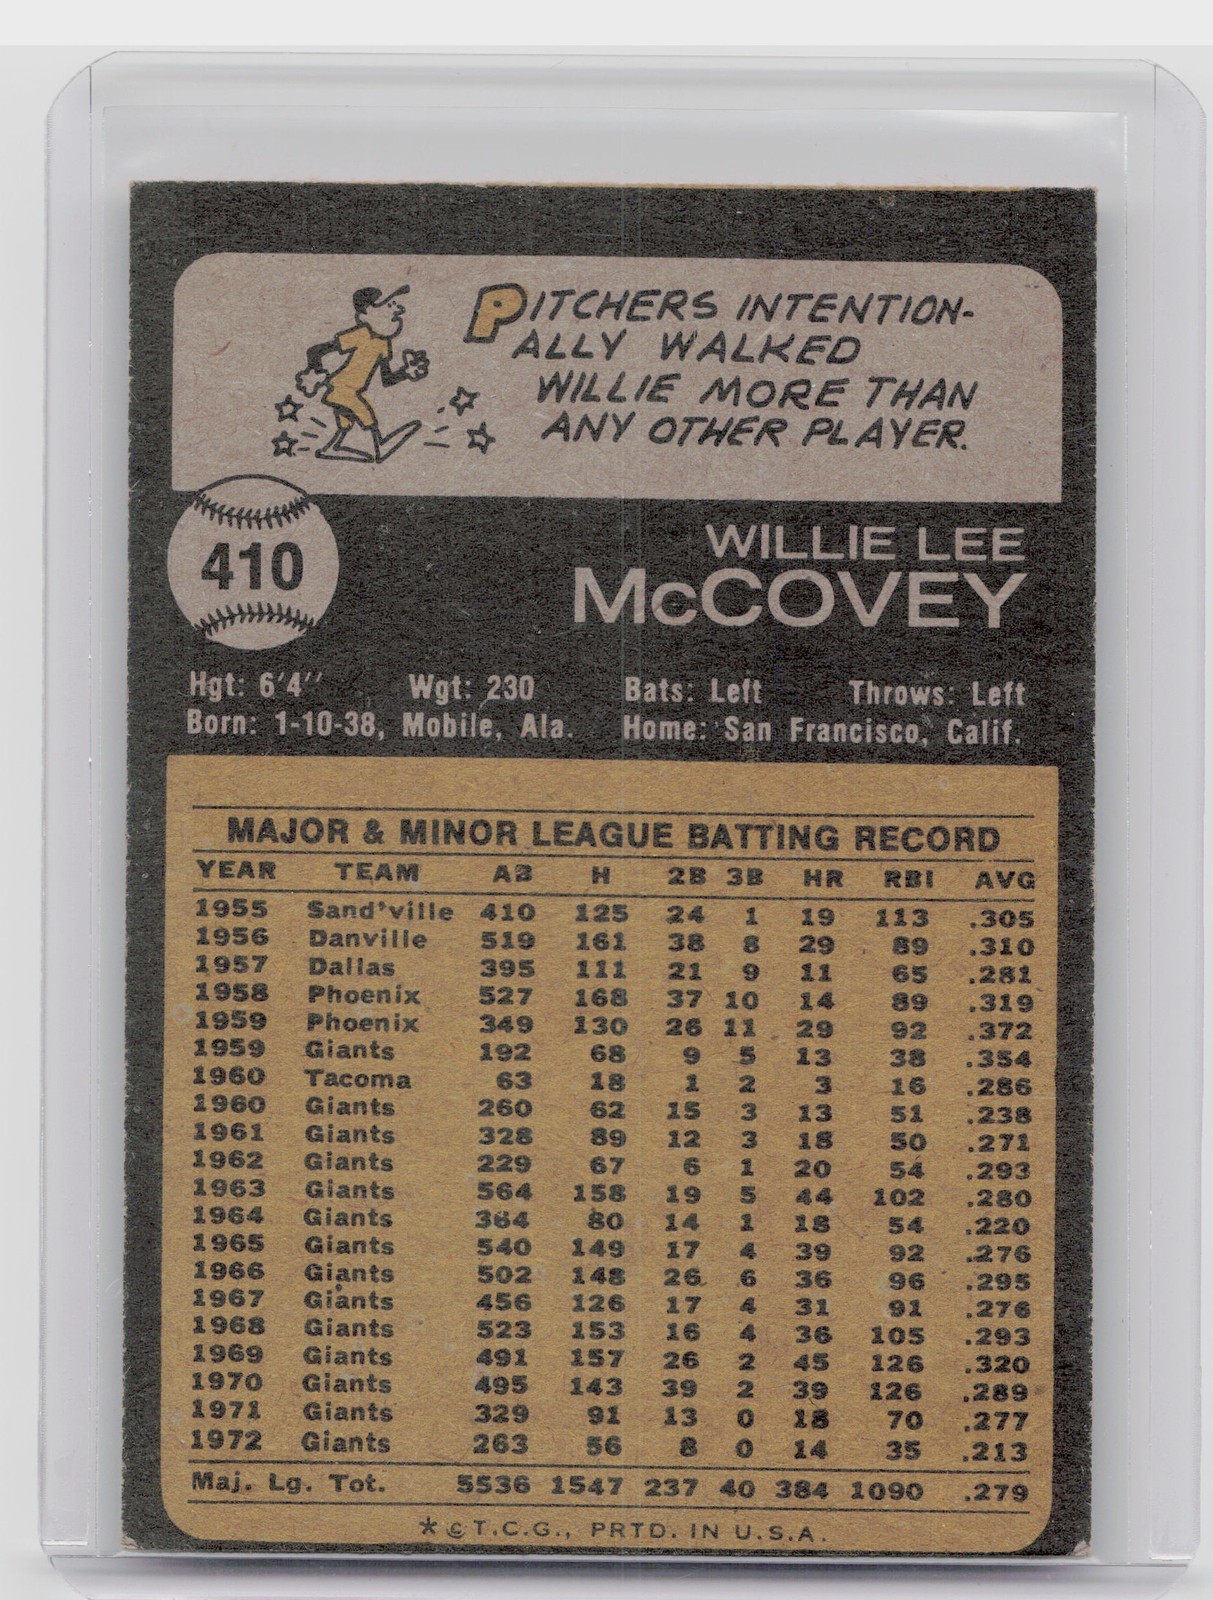 PITCHERS INTENTION-
ALLY WALKED
WILLIE MORE THAN
ANY OTHER PLAYER.
410
WILLIE LEE
McCOVEY
Hgt: 6'4'' Wgt: 230 Bats: Left Throws: Left
Born: 1-10-38, Mobile, Ala. Home: San Francisco, Calif.
MAJOR & MINOR LEAGUE BATTING RECORD
YEAR TEAM AB H 2B 3B HR RBI AVG
1955 Sand'ville 410 125 24 1 19 113 .305
1956 Danville 519 161 38 8 29 89 .310
1957 Dallas 395 111 21 9 11 65 .281
1958 Phoenix 527 168 37 10 14 89 .319
1959 Phoenix 349 130 26 11 29 92 .372
1959 Giants 192 68 9 5 13 38 .354
1960 Tacoma 63 18 1 2 3 16 .286
1960 Giants 260 62 15 3 13 51 .238
1961 Giants 328 89 12 3 18 50 .271
1962 Giants 229 67 6 1 20 54 .293
1963 Giants 564 158 19 5 44 102 .280
1964 Giants 364 80 14 1 18 54 .220
1965 Giants 540 149 17 4 39 92 .276
1966 Giants 502 148 26 6 36 96 .295
1967 Giants 456 126 17 4 31 91 .276
1968 Giants 523 153 16 4 36 105 .293
1969 Giants 491 157 26 2 45 126 .320
1970 Giants 495 143 39 2 39 126 .289
1971 Giants 329 91 13 0 18 70 .277
1972 Giants 263 56 8 0 14 35 .213
Maj. Lg. Tot. 5536 1547 237 40 384 1090 .279
* © T.C.G., PRTD. IN U.S.A.